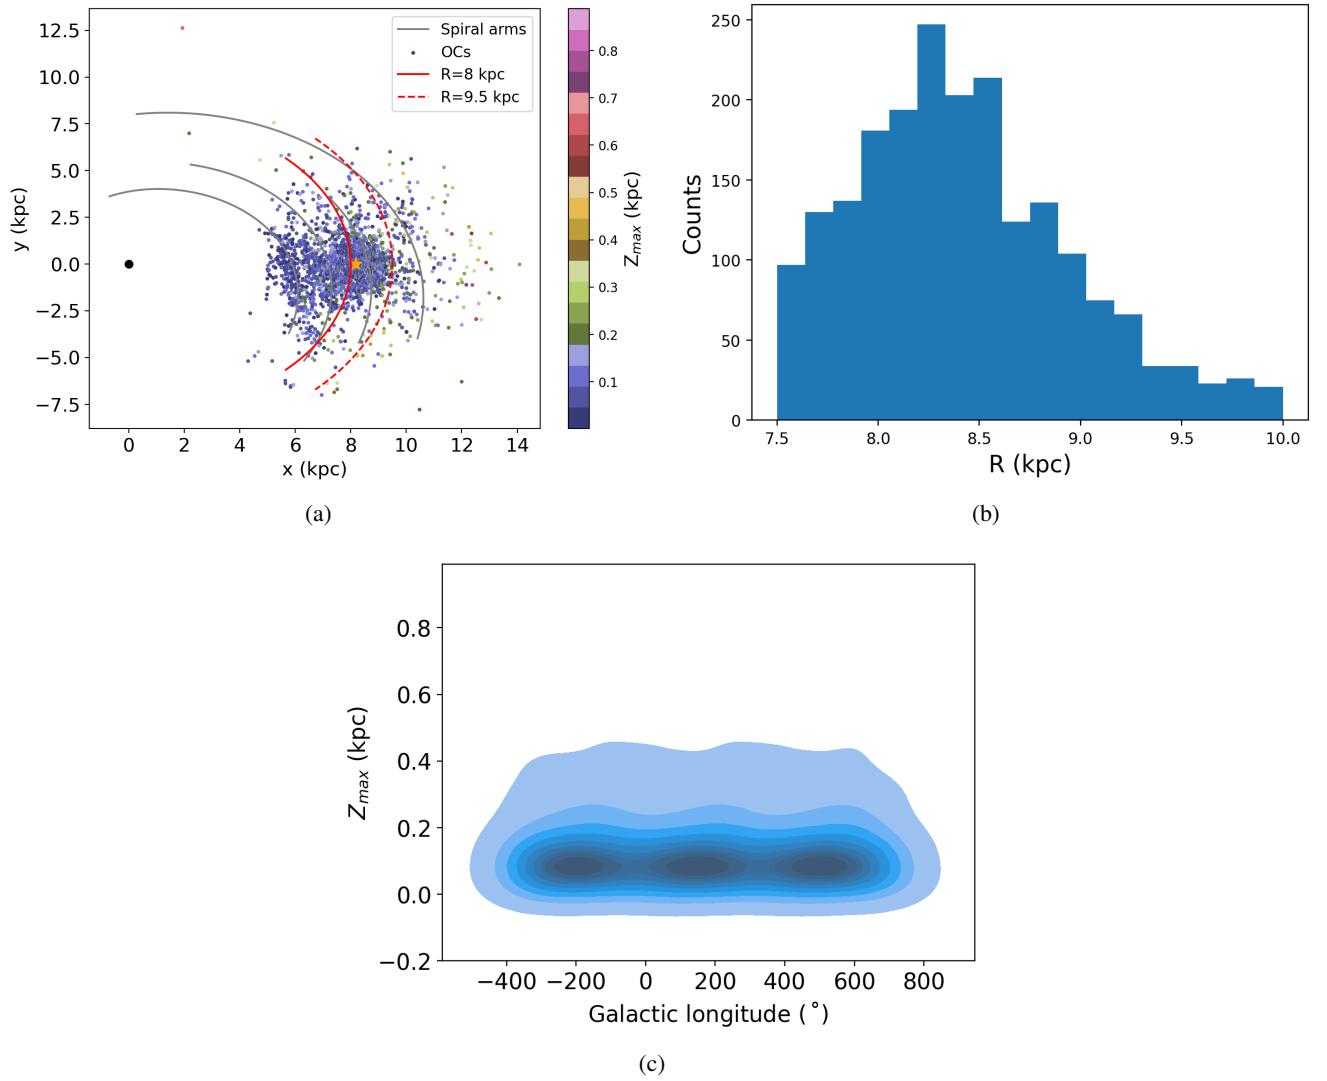 12.5
10.0
7.5
5.0
2.5
0.0
−2.5
−5.0
−7.5
y (kpc)
0 2 4 6 8 10 12 14
x (kpc)
Spiral arms
OCs
R=8 kpc
R=9.5 kpc
0.8
0.7
0.6
0.5
0.4
0.3
0.2
0.1
Zmax (kpc)
(a)
250
200
150
100
50
0
Counts
7.5 8.0 8.5 9.0 9.5 10.0
R (kpc)
(b)
0.8
0.6
0.4
0.2
0.0
−0.2
Zmax (kpc)
−400 −200 0 200 400 600 800
Galactic longitude (˚)
(c)